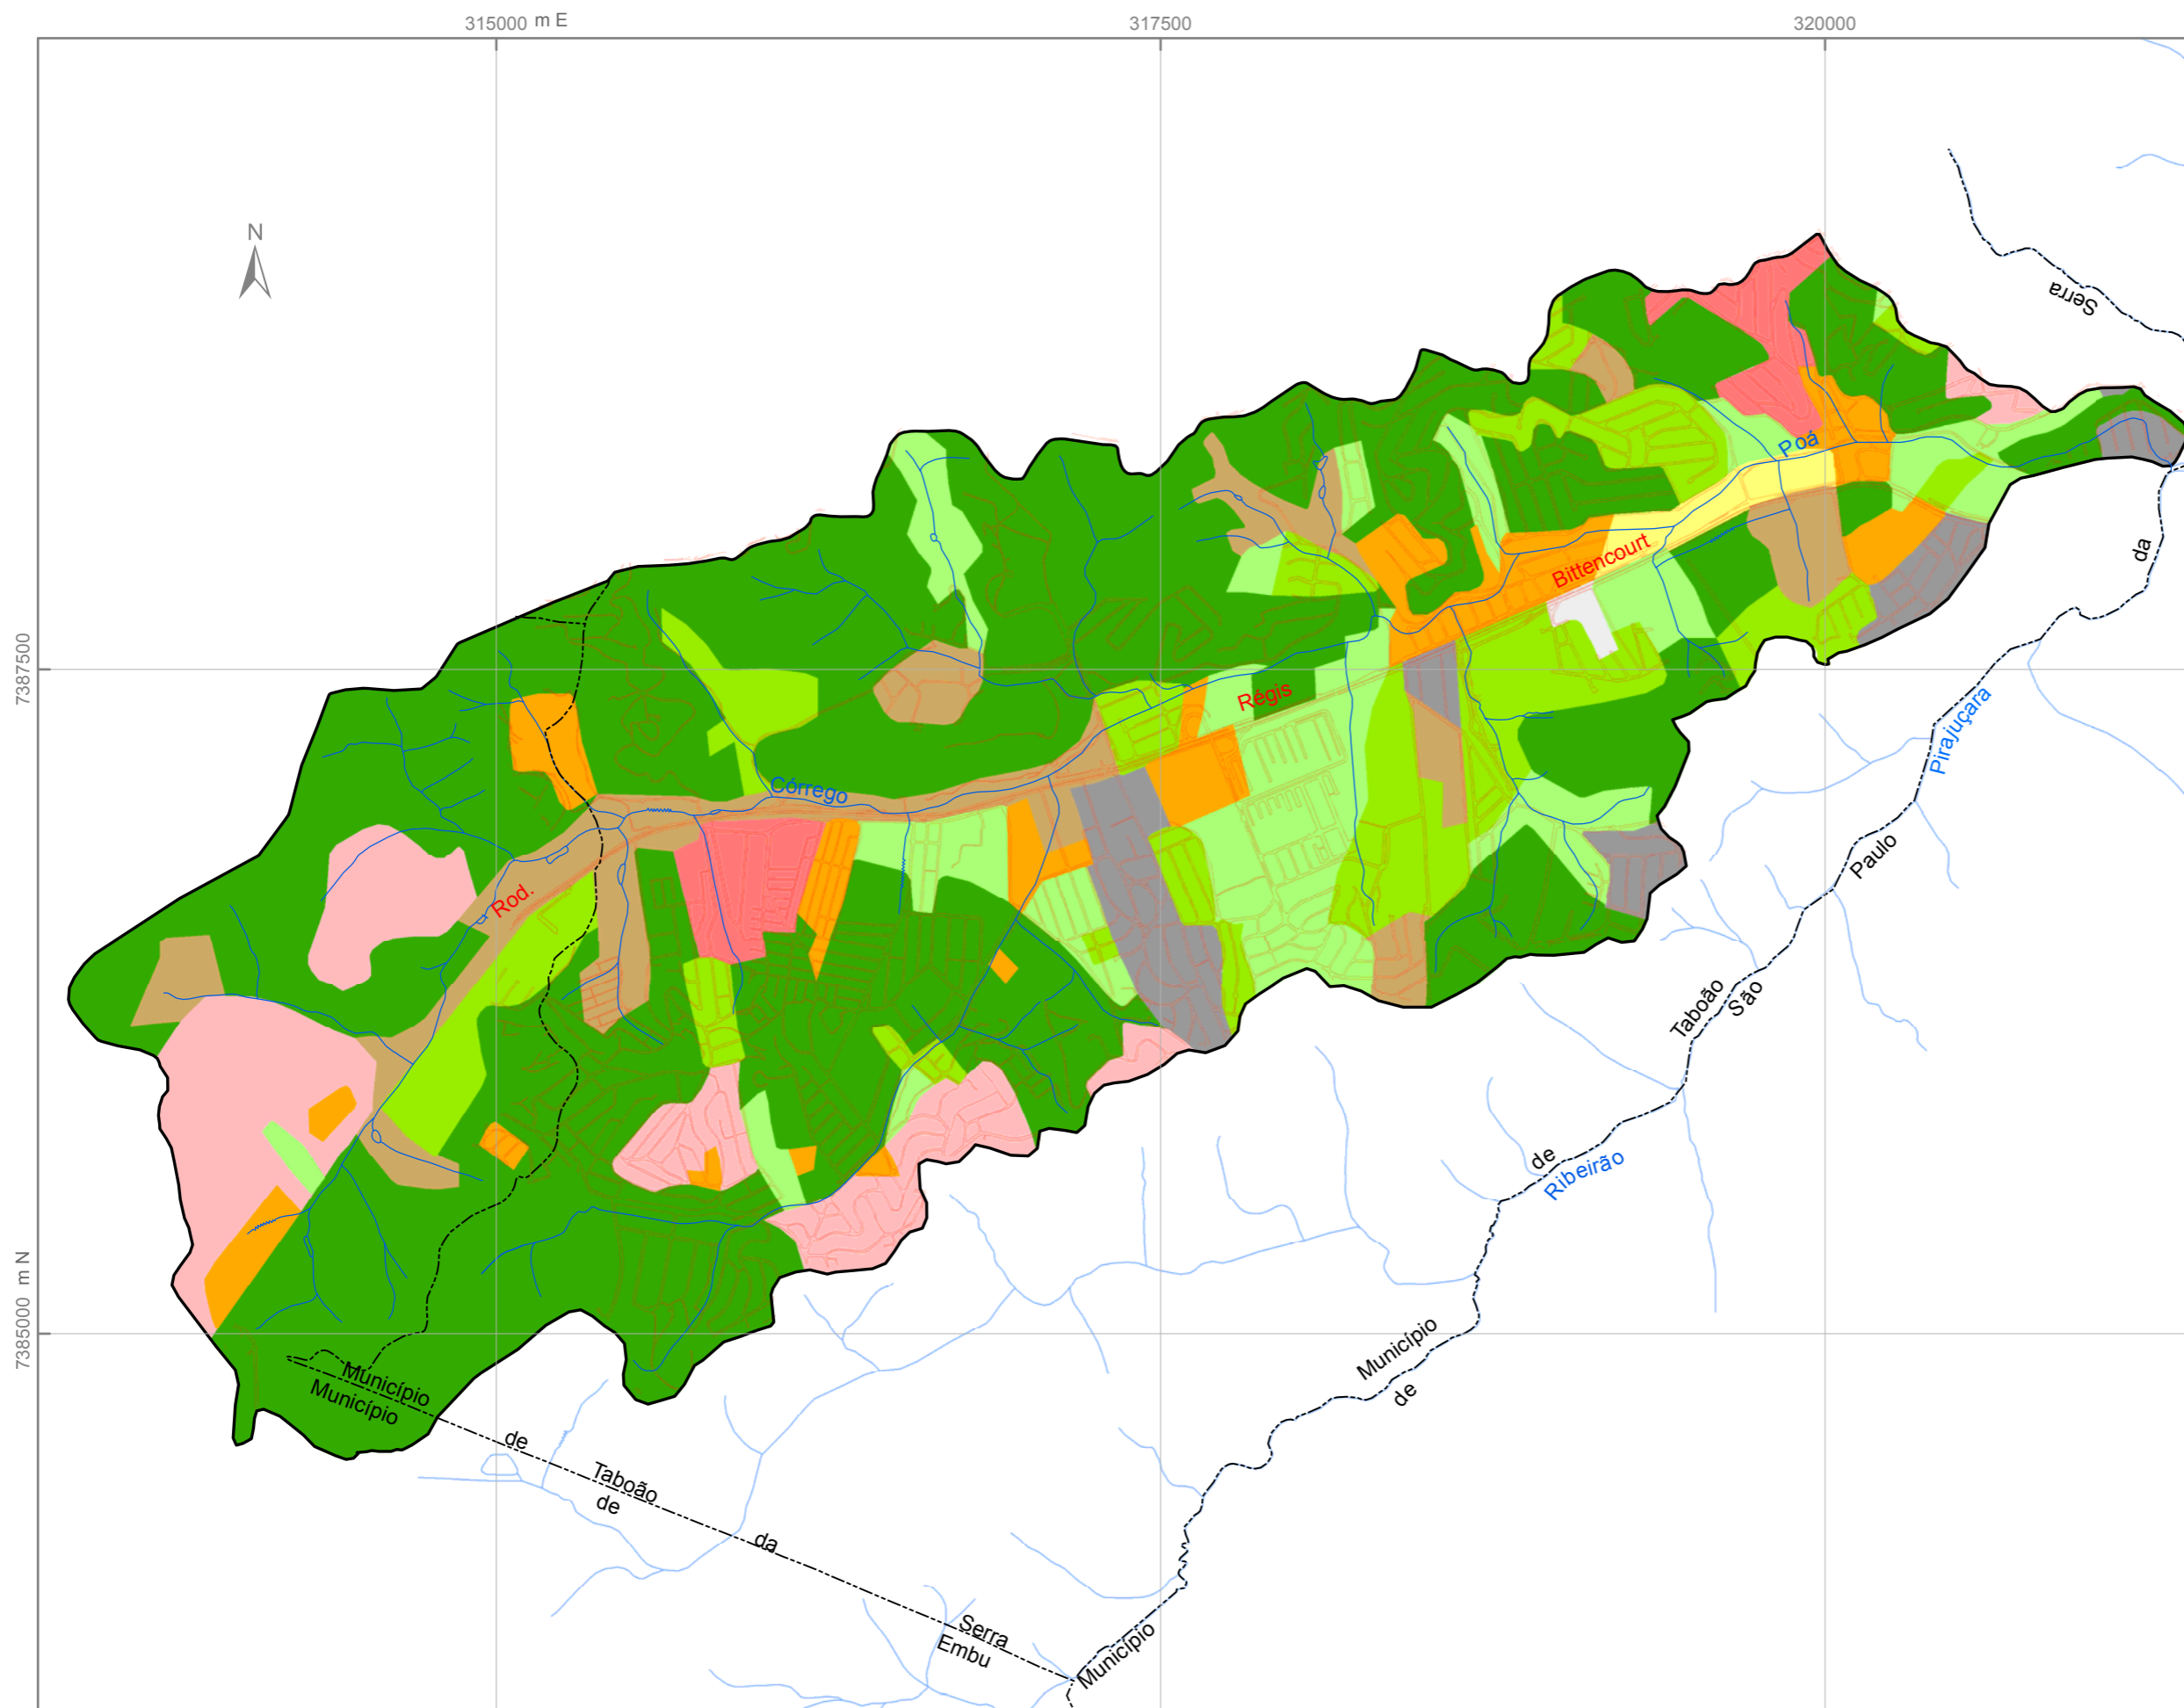 315000 m E
317500
320000
N
Serra
da
Poá
Bittencourt
7387500
Régis
Pirajuçara
Córrego
Paulo
Rod.
Taboão
São
de
Ribeirão
7385000 m N
Município
de
Município
Município
de
Taboão
de
da
Serra
Embu
Município